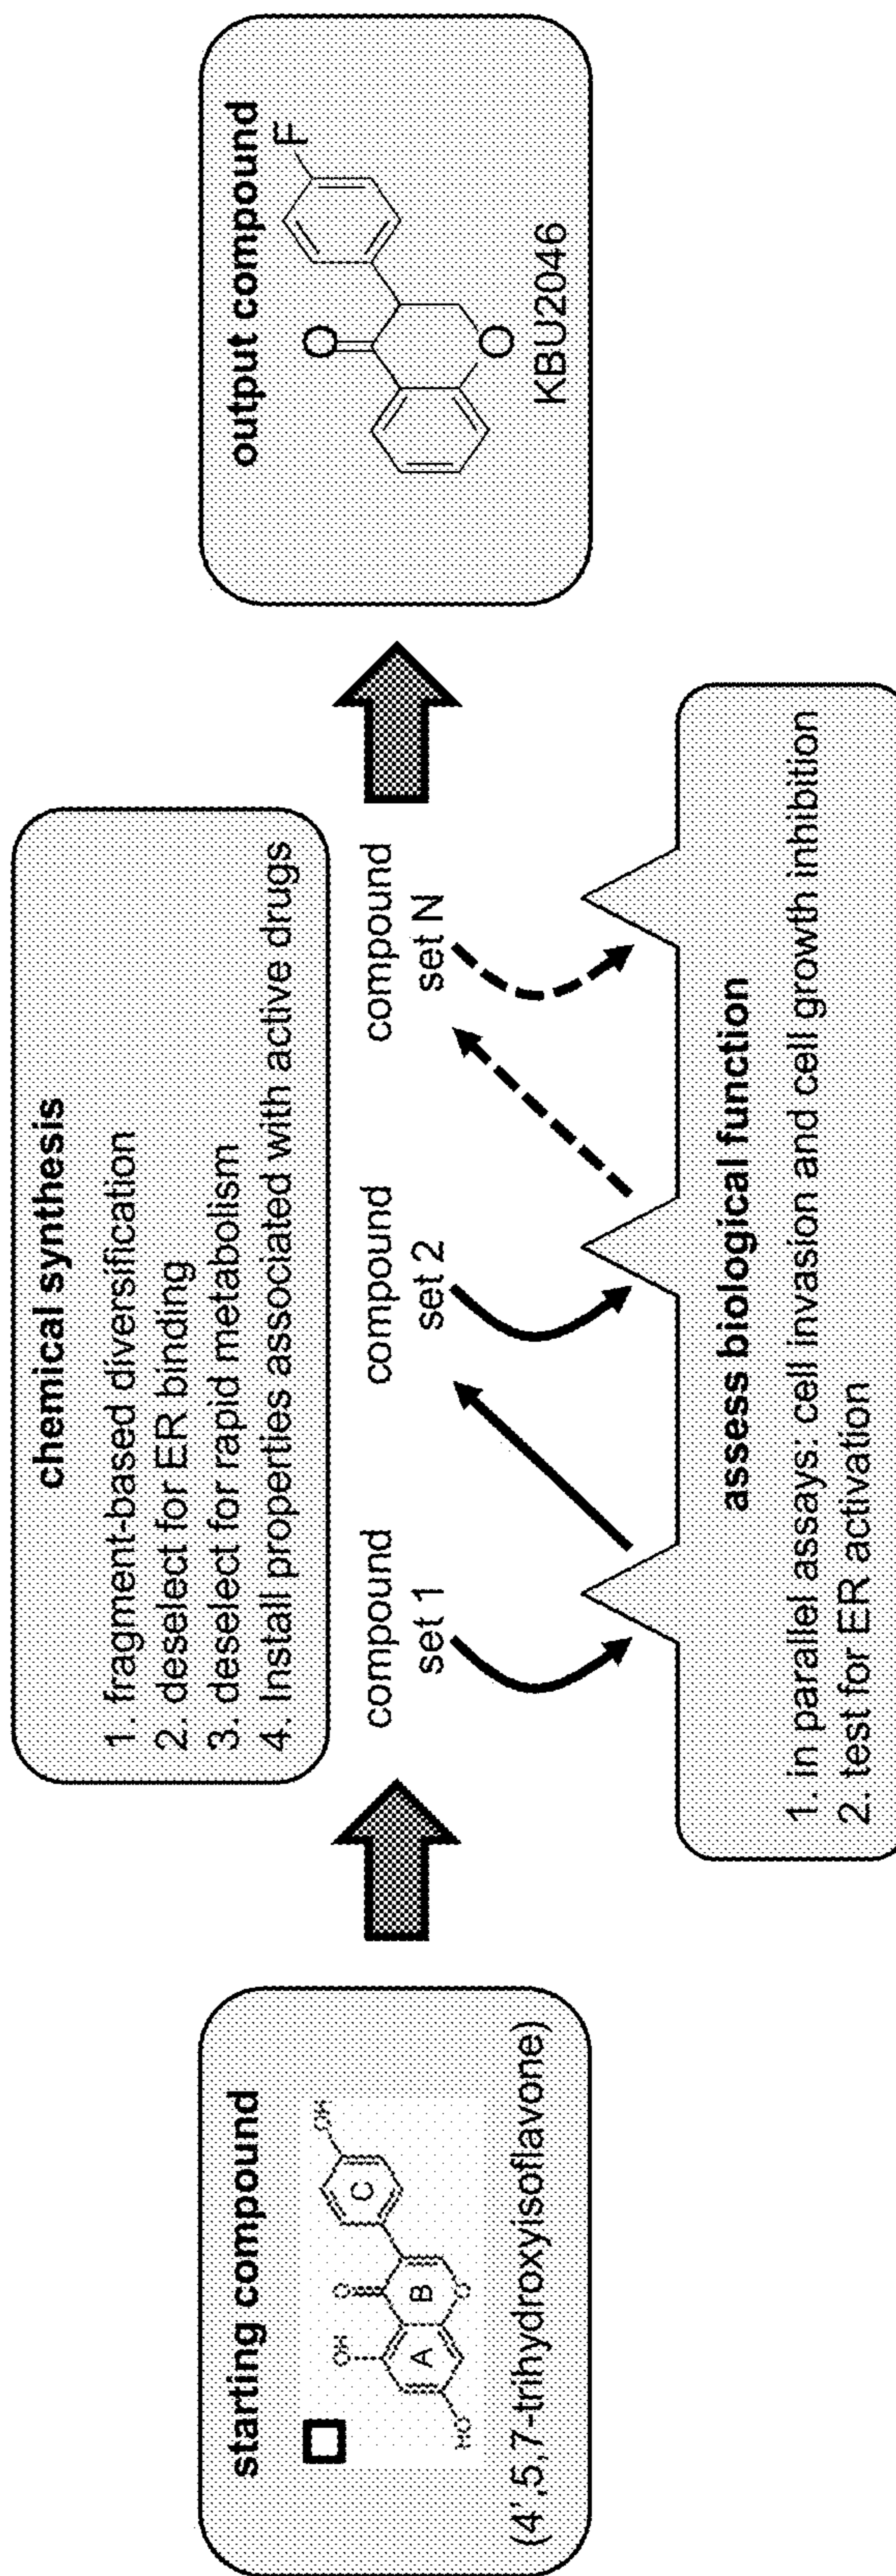 starting compound
OH
O
OH
A
B
C
O
HO
(4',5,7-trihydroxyisoflavone)
chemical synthesis
1. fragment-based diversification
2. deselect for ER binding
3. deselect for rapid metabolism
4. Install properties associated with active drugs
compound
set 1
compound
set 2
compound
set N
assess biological function
1. in parallel assays: cell invasion and cell growth inhibition
2. test for ER activation
output compound
F
O
O
KBU2046